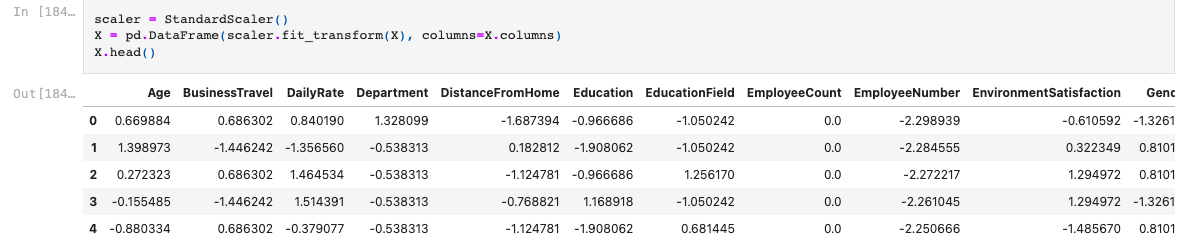 In [184…
scaler = StandardScaler()
X = pd.DataFrame(scaler.fit_transform(X), columns=X.columns)
X.head()
Out[184…
Age BusinessTravel DailyRate Department DistanceFromHome Education EducationField EmployeeCount EmployeeNumber EnvironmentSatisfaction Genc
0 0.669884 0.686302 0.840190 1.328099 -1.687394 -0.966686 -1.050242 0.0 -2.298939 -0.610592 -1.3261
1 1.398973 -1.446242 -1.356560 -0.538313 0.182812 -1.908062 -1.050242 0.0 -2.284555 0.322349 0.8101
2 0.272323 0.686302 1.464534 -0.538313 -1.124781 -0.966686 1.256170 0.0 -2.272217 1.294972 0.8101
3 -0.155485 -1.446242 1.514391 -0.538313 -0.768821 1.168918 -1.050242 0.0 -2.261045 1.294972 -1.3261
4 -0.880334 0.686302 -0.379077 -0.538313 -1.124781 -1.908062 0.681445 0.0 -2.250666 -1.485670 0.8101